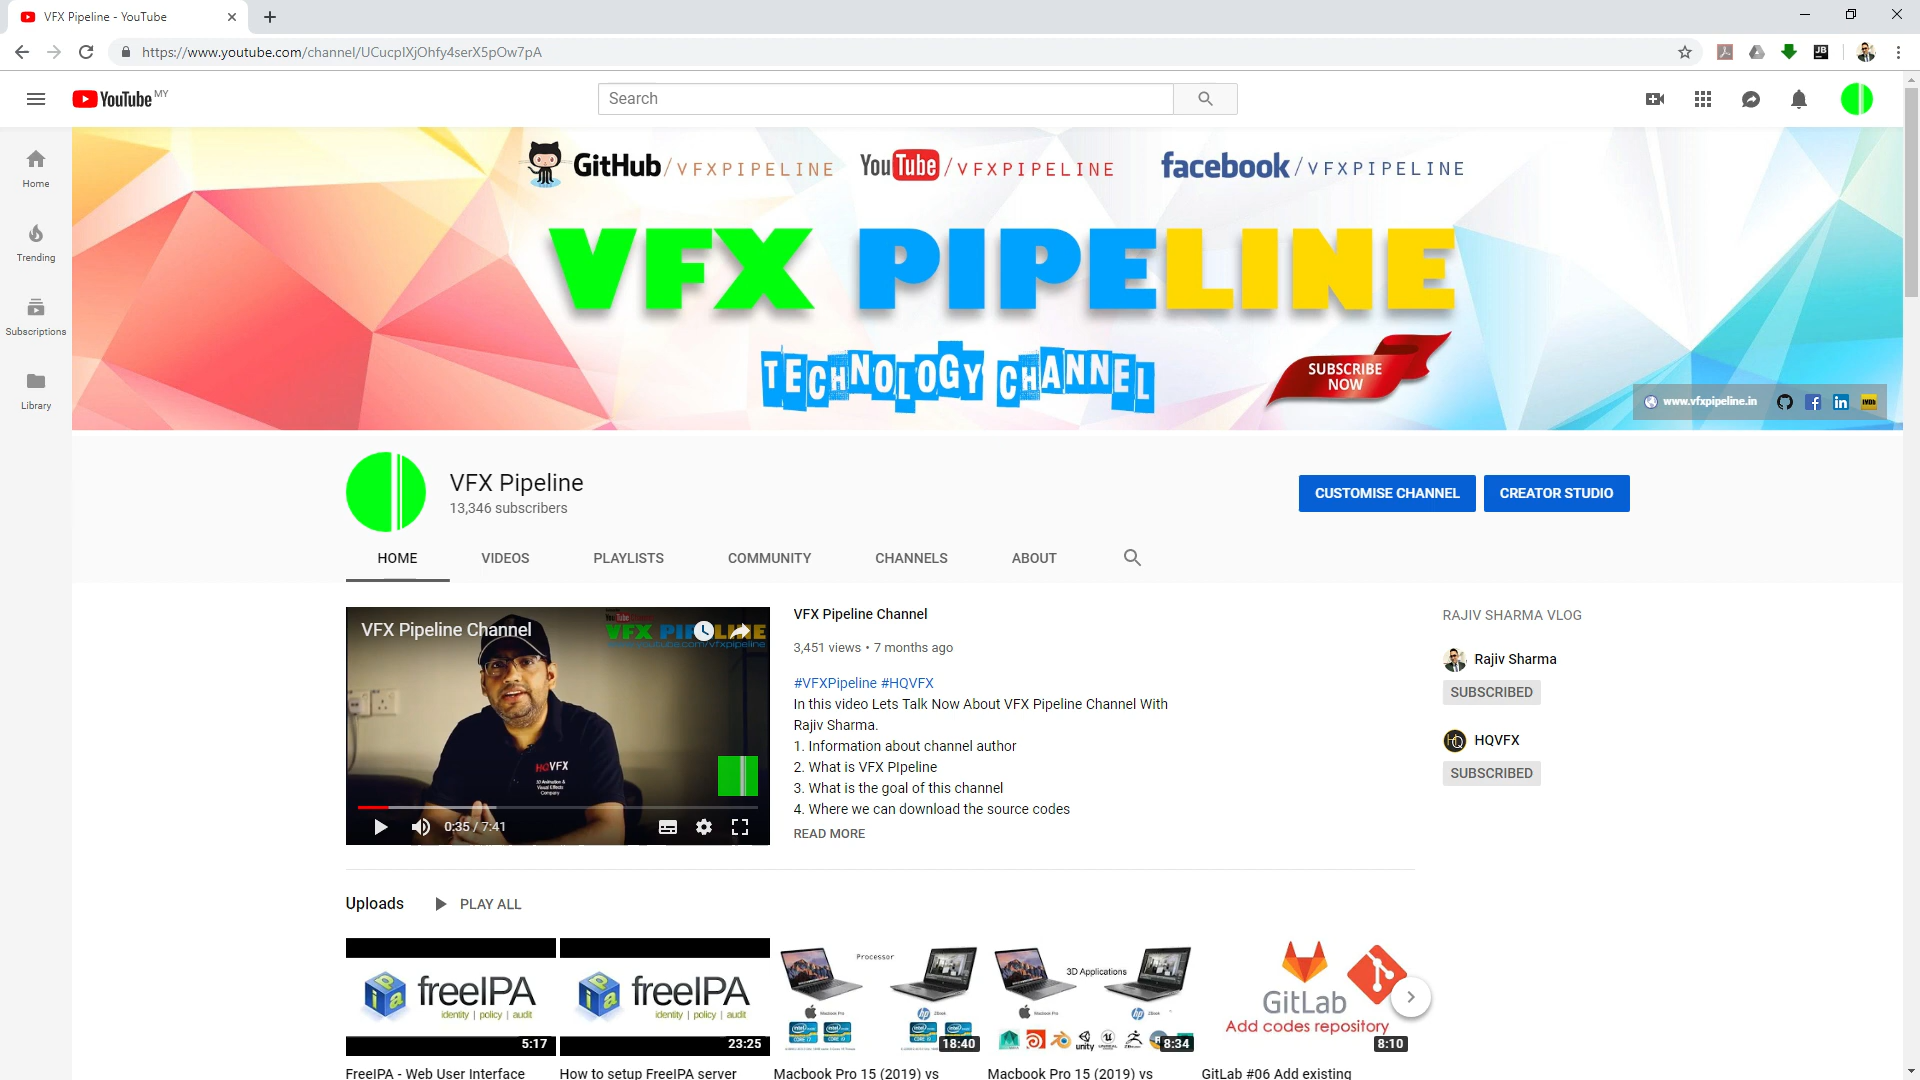 VFX Pipeline - YouTube
https://www.youtube.com/channel/UCucpIXjOhfy4serX5pOw7pA
YouTube MY
Search
Home
Trending
Subscriptions
Library
GitHub/VFXPIPELINE
YouTube/VFXPIPELINE
facebook/VFXPIPELINE
VFX PIPELINE
TECHNOLOGY CHANNEL
SUBSCRIBE
NOW
www.vfxpipeline.in
VFX Pipeline
13,346 subscribers
CUSTOMISE CHANNEL
CREATOR STUDIO
HOME VIDEOS PLAYLISTS COMMUNITY CHANNELS ABOUT
VFX Pipeline Channel
HQVFX
3D Animation &
Visual Effects
Company
0:35 / 7:41
VFX Pipeline Channel
3,451 views • 7 months ago
#VFXPipeline #HQVFX
In this video Lets Talk Now About VFX Pipeline Channel With
Rajiv Sharma.
1. Information about channel author
2. What is VFX PIpeline
3. What is the goal of this channel
4. Where we can download the source codes
READ MORE
RAJIV SHARMA VLOG
Rajiv Sharma
SUBSCRIBED
HQVFX
SUBSCRIBED
Uploads
PLAY ALL
freeIPA
identity | policy | audit
5:17
FreeIPA - Web User Interface
freeIPA
identity | policy | audit
23:25
How to setup FreeIPA server
Processor
18:40
Macbook Pro 15 (2019) vs
3D Applications
unity
8:34
Macbook Pro 15 (2019) vs
GitLab
Add codes repository
8:10
GitLab #06 Add existing